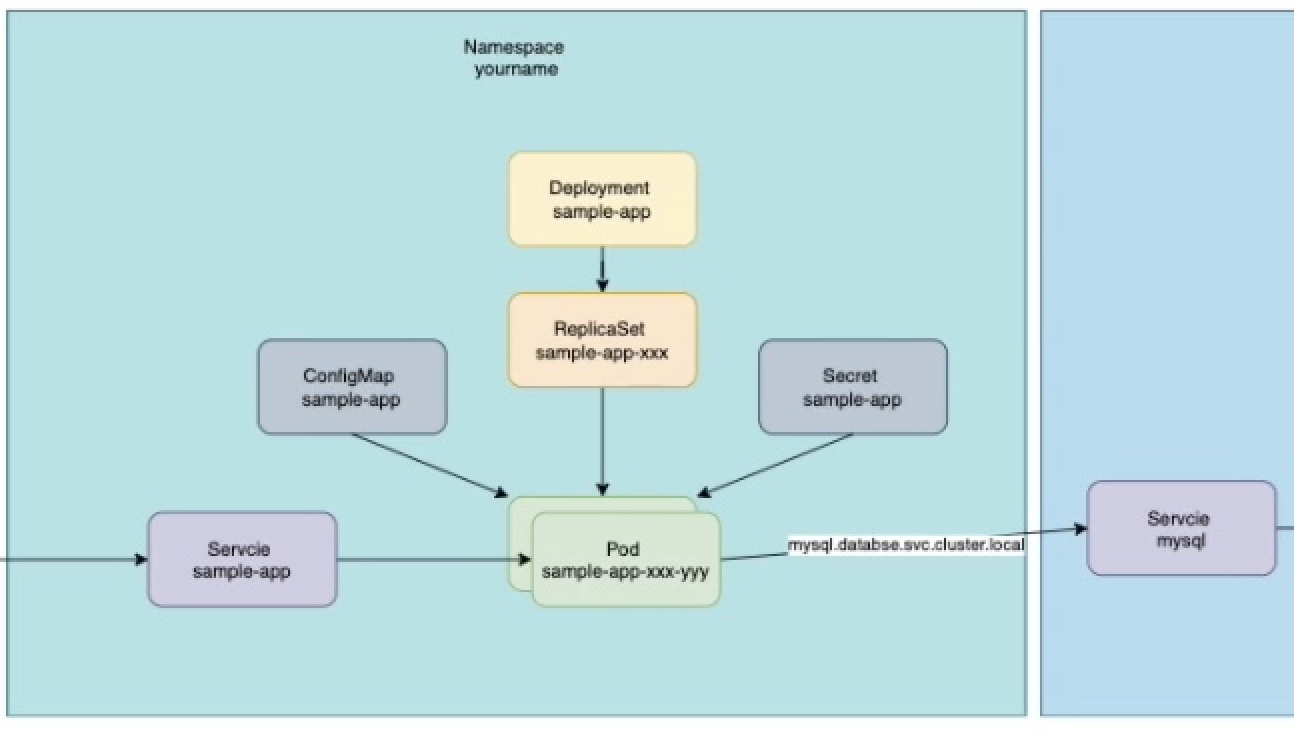 Namespace
yourname
Deployment
sample-app
ReplicaSet
sample-app-xxx
ConfigMap
sample-app
Secret
sample-app
Servcie
sample-app
Pod
sample-app-xxx-yyy
mysql.databse.svc.cluster.local
Servcie
mysql